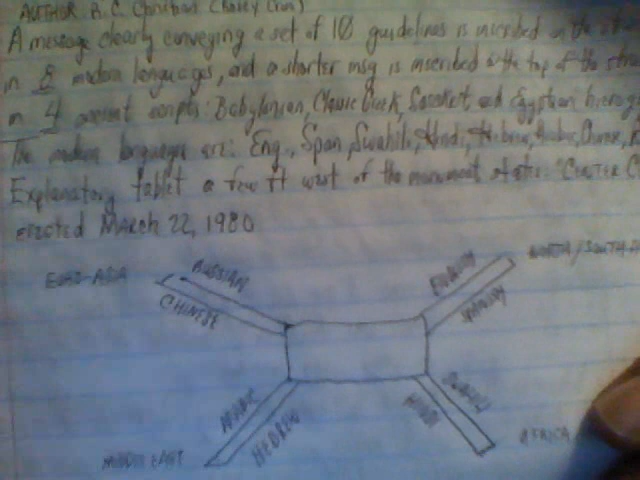 AUTHOR: R.C. Christian (
A message clearly conveying a set of 10 guidelines is inscribed on the
in 8 modern languages, and a shorter msg is inscribed the top of the
in 4 ancient scripts: Babylonian, Classic Greek, Sanskrit, and Egyptian
The modern languages are: Eng., Span, Swahili, Hindi, Hebrew, Arabic, Chinese,
Explanatory tablet a few ft west of the monument states: "
erected MARCH 22, 1980
EURO-ASIA
RUSSIAN
CHINESE
ENGLISH
SPANISH
NORTH/SOUTH
ARABIC
HEBREW
MIDDLE EAST
SWAHILI
HINDI
AFRICA